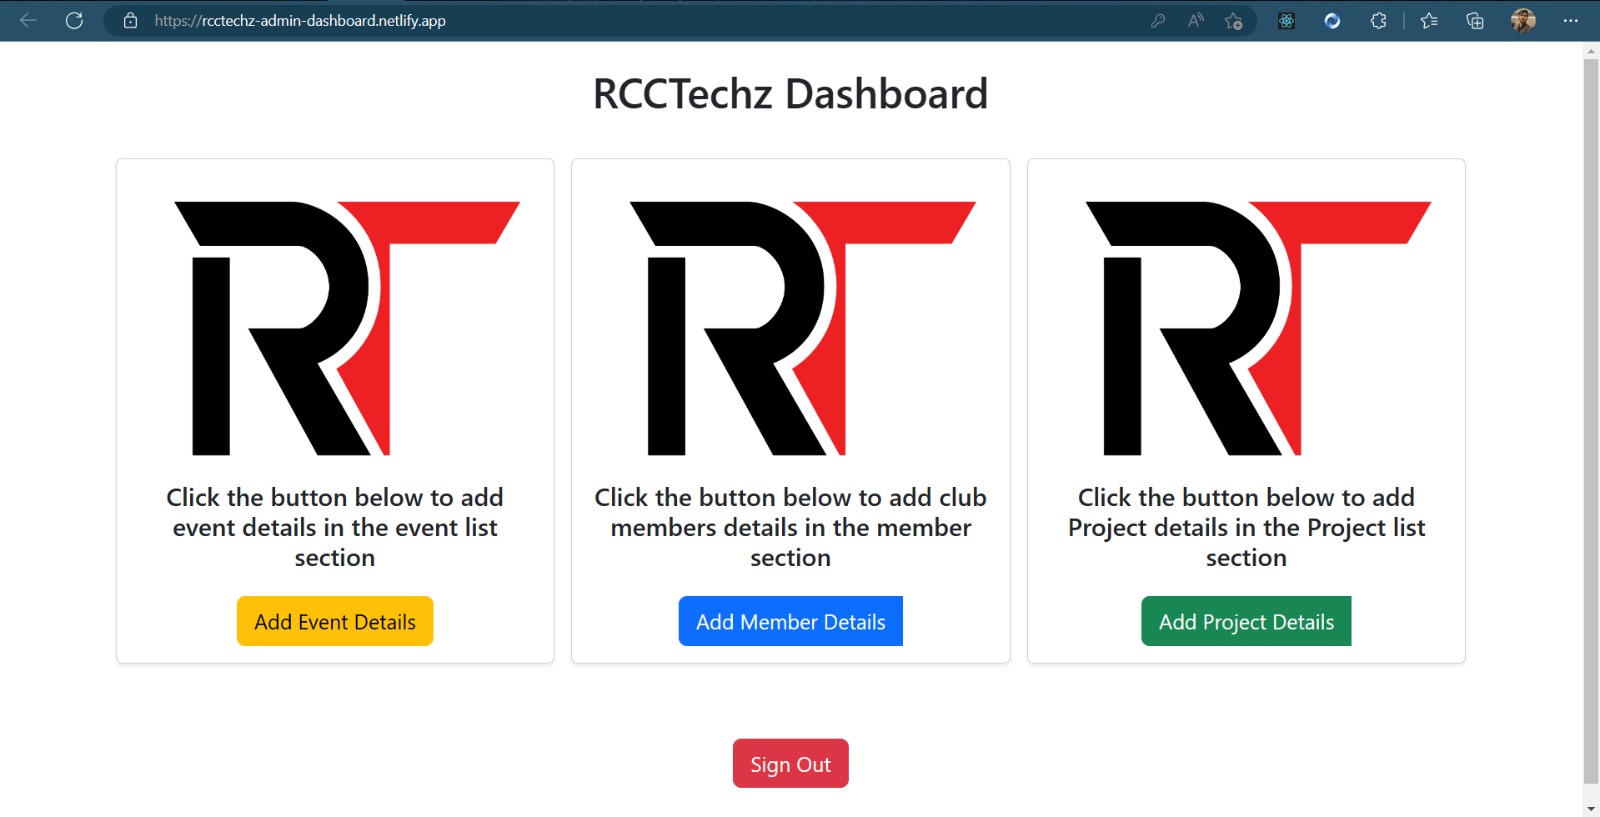 https://rcctechz-admin-dashboard.netlify.app
RCCTechz Dashboard
RT
RT
RT
Click the button below to add
event details in the event list
section
Add Event Details
Click the button below to add club
members details in the member
section
Add Member Details
Click the button below to add
Project details in the Project list
section
Add Project Details
Sign Out